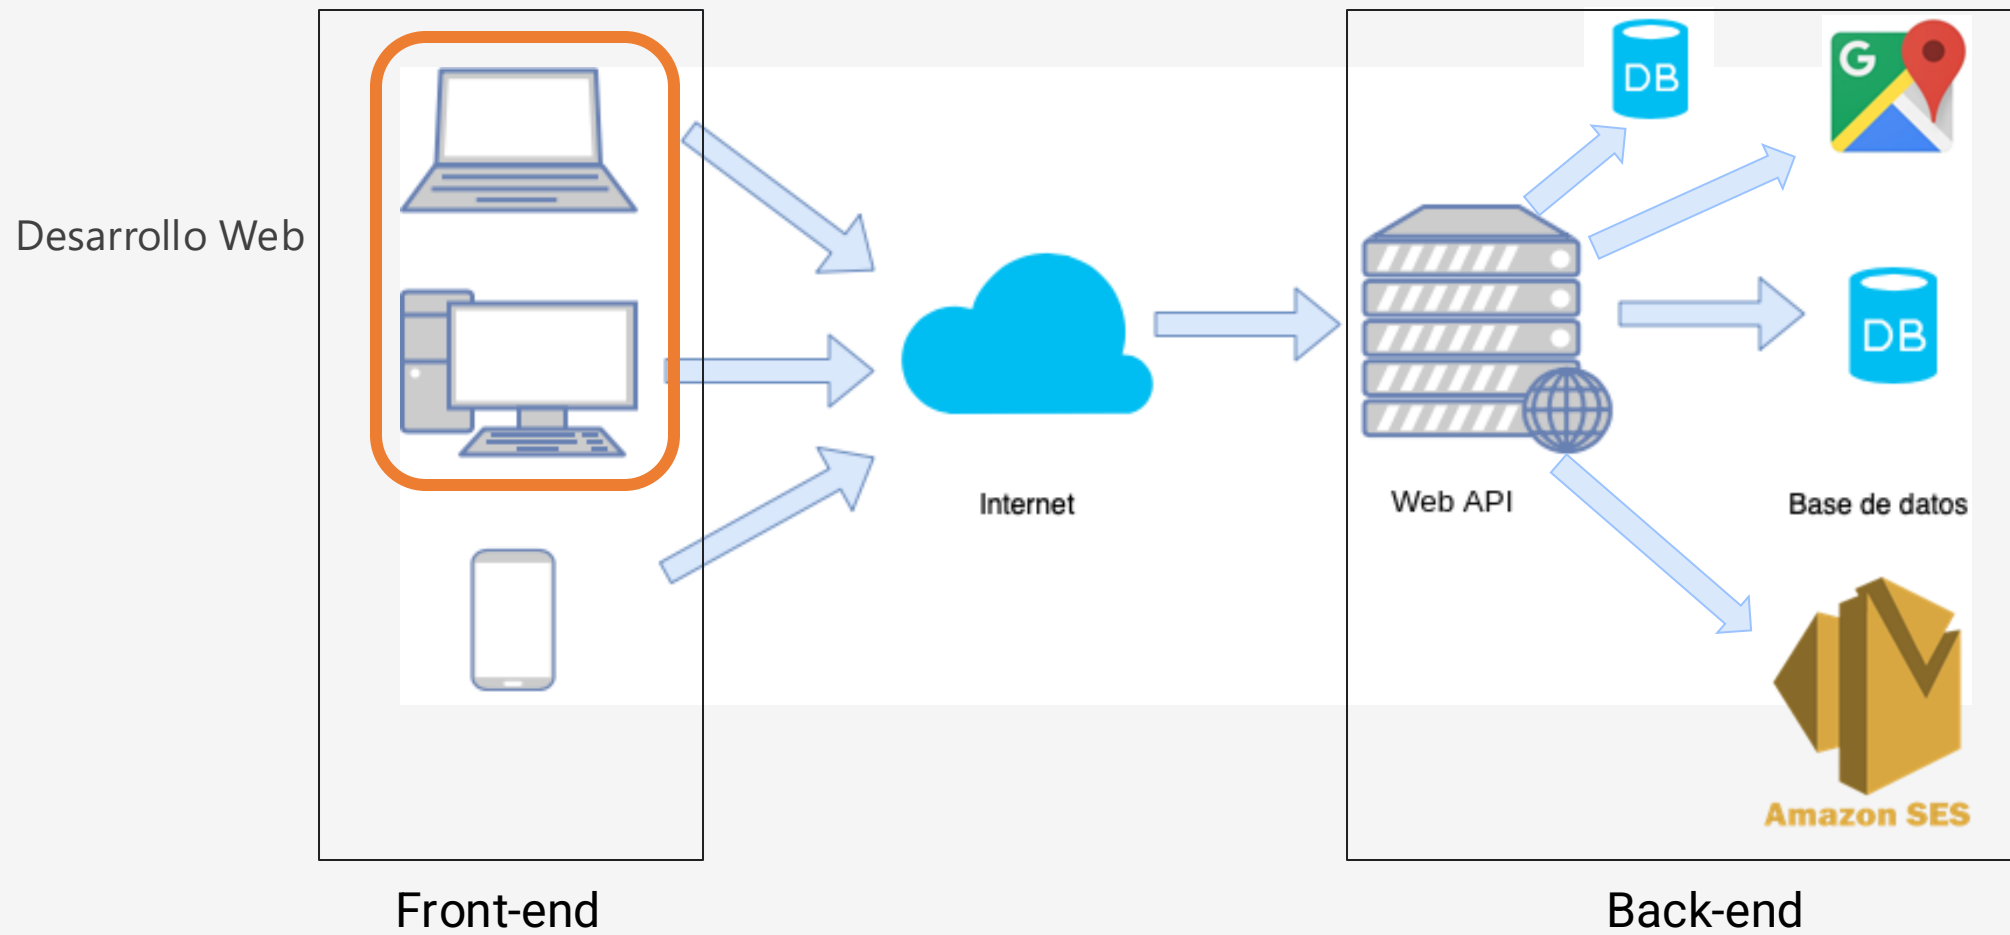 DB
G
Desarrollo Web
DB
Internet
Web API
Base de datos
Amazon SES
Front-end
Back-end